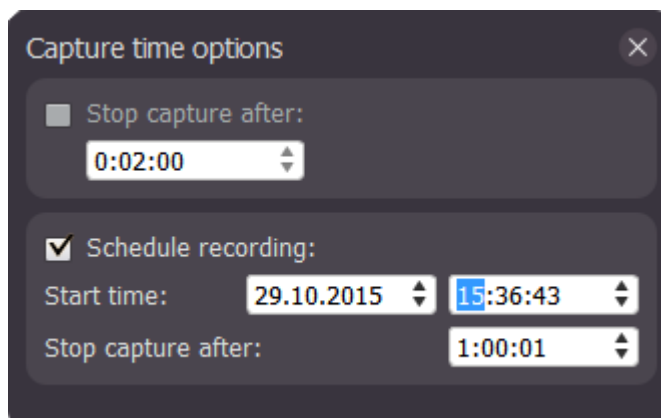 Capture time options
Stop capture after:
0:02:00
Schedule recording:
Start time: 29.10.2015 15:36:43
Stop capture after: 1:00:01